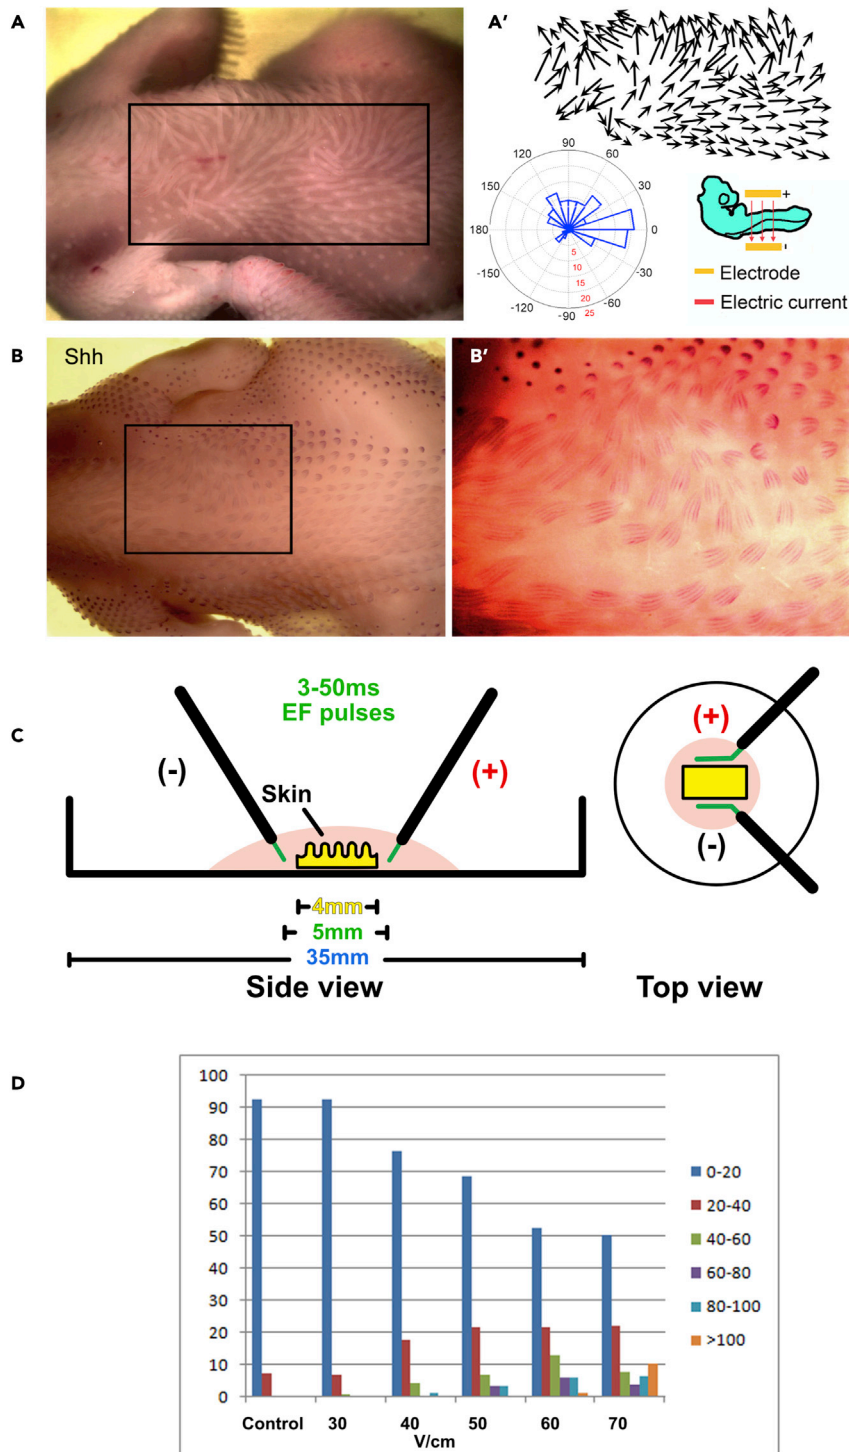 A
A′
90
120
60
150
30
180
0
5
10
15
20
25
-150
-30
-120
-60
-90
+
-
Electrode
Electric current
B
Shh
B′
C
3-50ms
EF pulses
(-)
(+)
Skin
4mm
5mm
35mm
Side view
(+)
(-)
Top view
D
100
90
80
70
60
50
40
30
20
10
0
Control 30 40 50 60 70
V/cm
0-20
20-40
40-60
60-80
80-100
>100